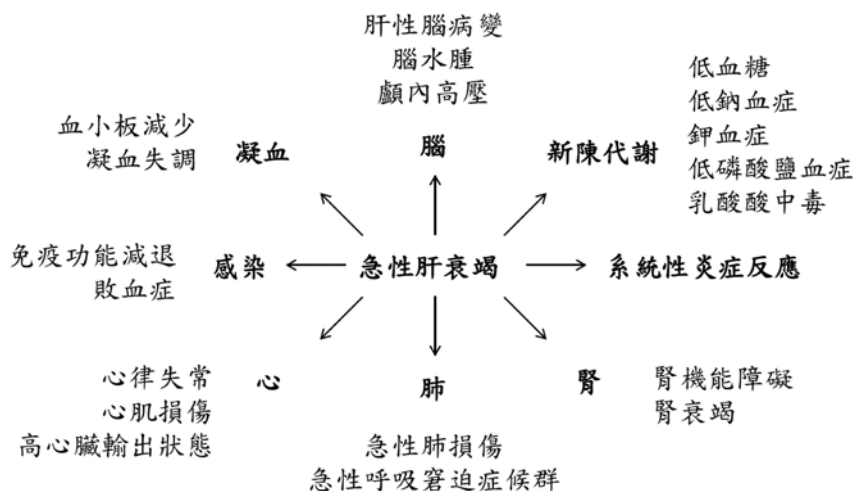 肝性腦病變
腦水腫
顱內高壓
腦
血小板減少
凝血失調
凝血
新陳代謝
低血糖
低鈉血症
鉀血症
低磷酸鹽血症
乳酸酸中毒
免疫功能減退
敗血症
感染
急性肝衰竭
系統性炎症反應
心律失常
心肌損傷
高心臟輸出狀態
心
肺
急性肺損傷
急性呼吸窘迫症候群
腎
腎機能障礙
腎衰竭